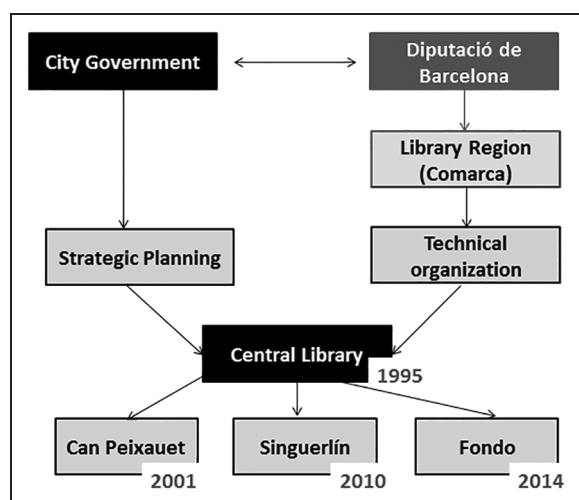 City Government
Diputació de
Barcelona
Library Region
(Comarca)
Strategic Planning
Technical
organization
Central Library
1995
Can Peixauet
2001
Singuerlín
2010
Fondo
2014